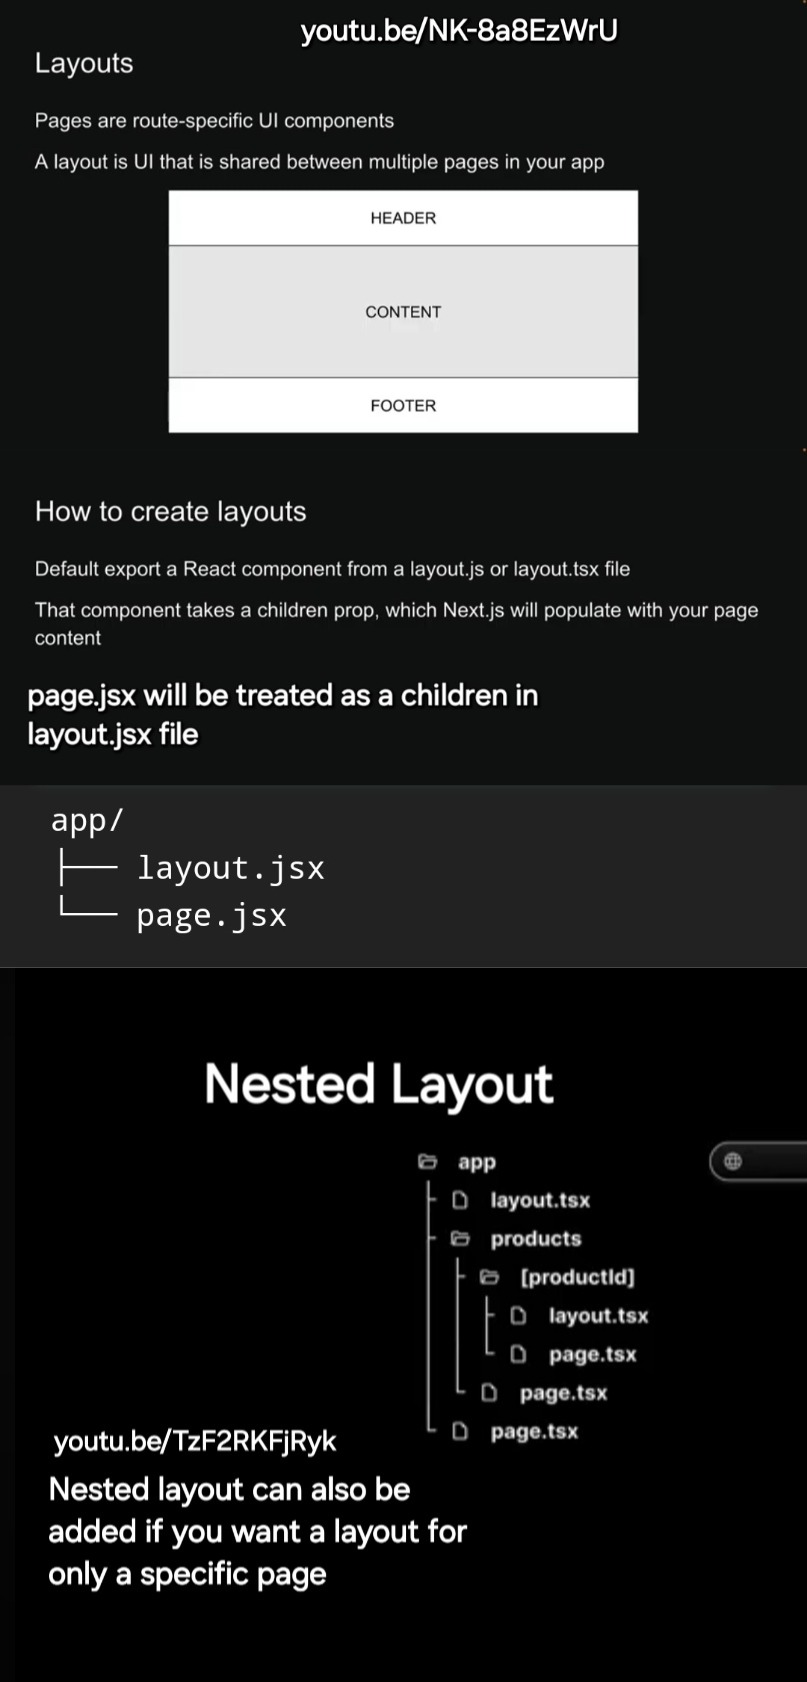 youtu.be/NK-8a8EzWrU
Layouts
Pages are route-specific UI components
A layout is UI that is shared between multiple pages in your app
HEADER
CONTENT
FOOTER
How to create layouts
Default export a React component from a layout.js or layout.tsx file
That component takes a children prop, which Next.js will populate with your page
content
page.jsx will be treated as a children in
layout.jsx file
app/
├── layout.jsx
└── page.jsx
Nested Layout
app
layout.tsx
products
[productId]
layout.tsx
page.tsx
page.tsx
page.tsx
youtu.be/TzF2RKFjRyk
Nested layout can also be
added if you want a layout for
only a specific page